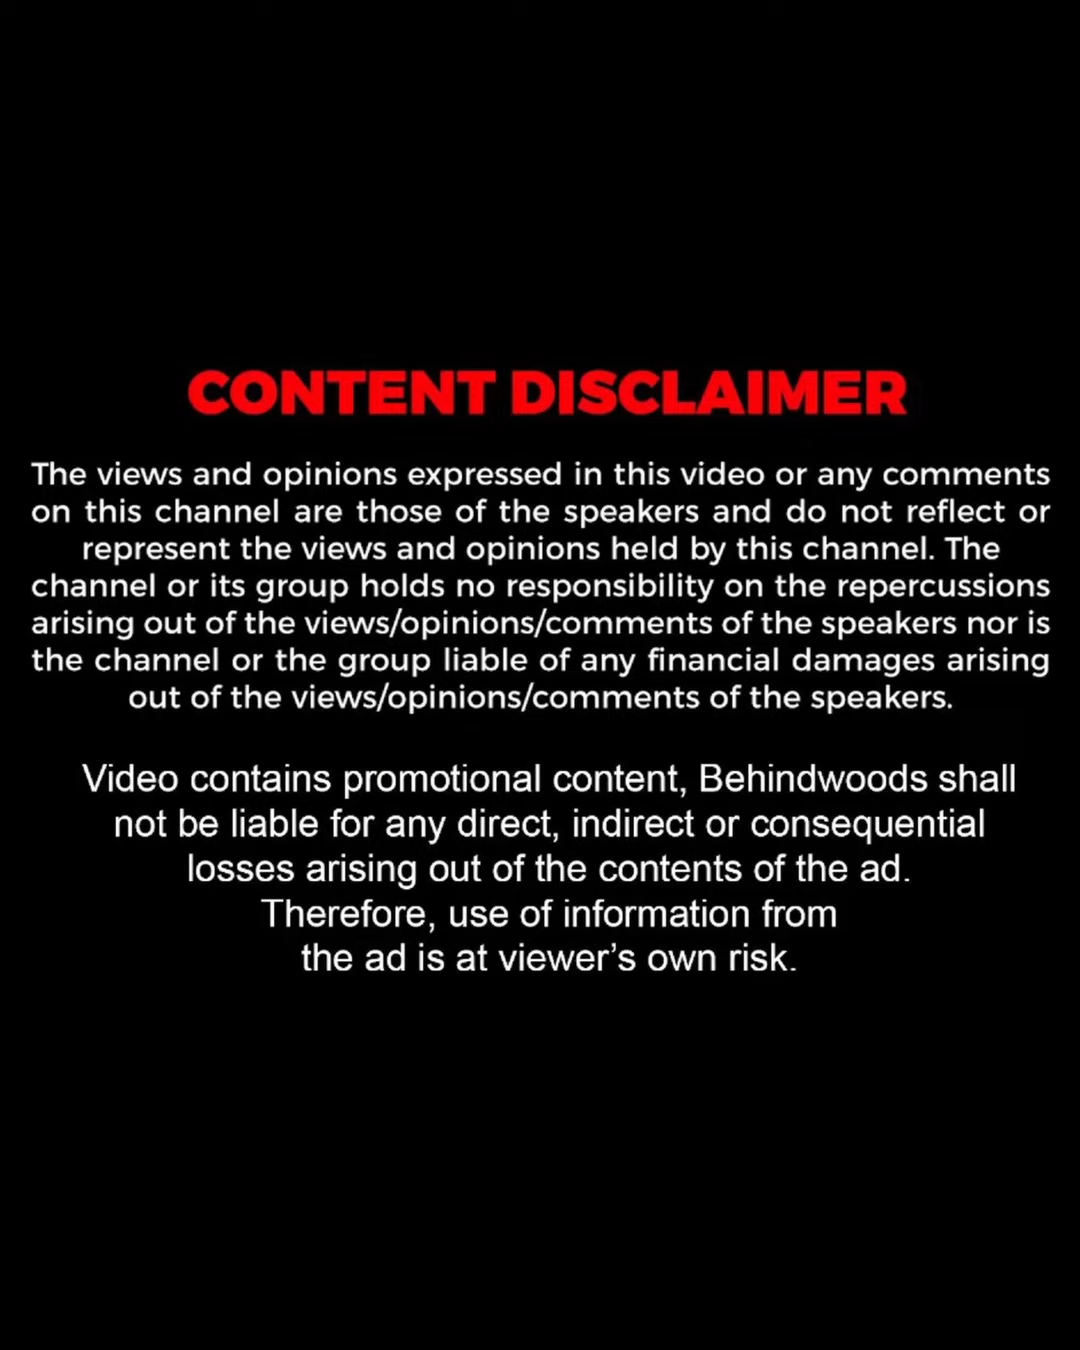 CONTENT DISCLAIMER
The views and opinions expressed in this video or any comments
on this channel are those of the speakers and do not reflect or
represent the views and opinions held by this channel. The
channel or its group holds no responsibility on the repercussions
arising out of the views/opinions/comments of the speakers nor is
the channel or the group liable of any financial damages arising
out of the views/opinions/comments of the speakers.
Video contains promotional content, Behindwoods shall
not be liable for any direct, indirect or consequential
losses arising out of the contents of the ad.
Therefore, use of information from
the ad is at viewer’s own risk.